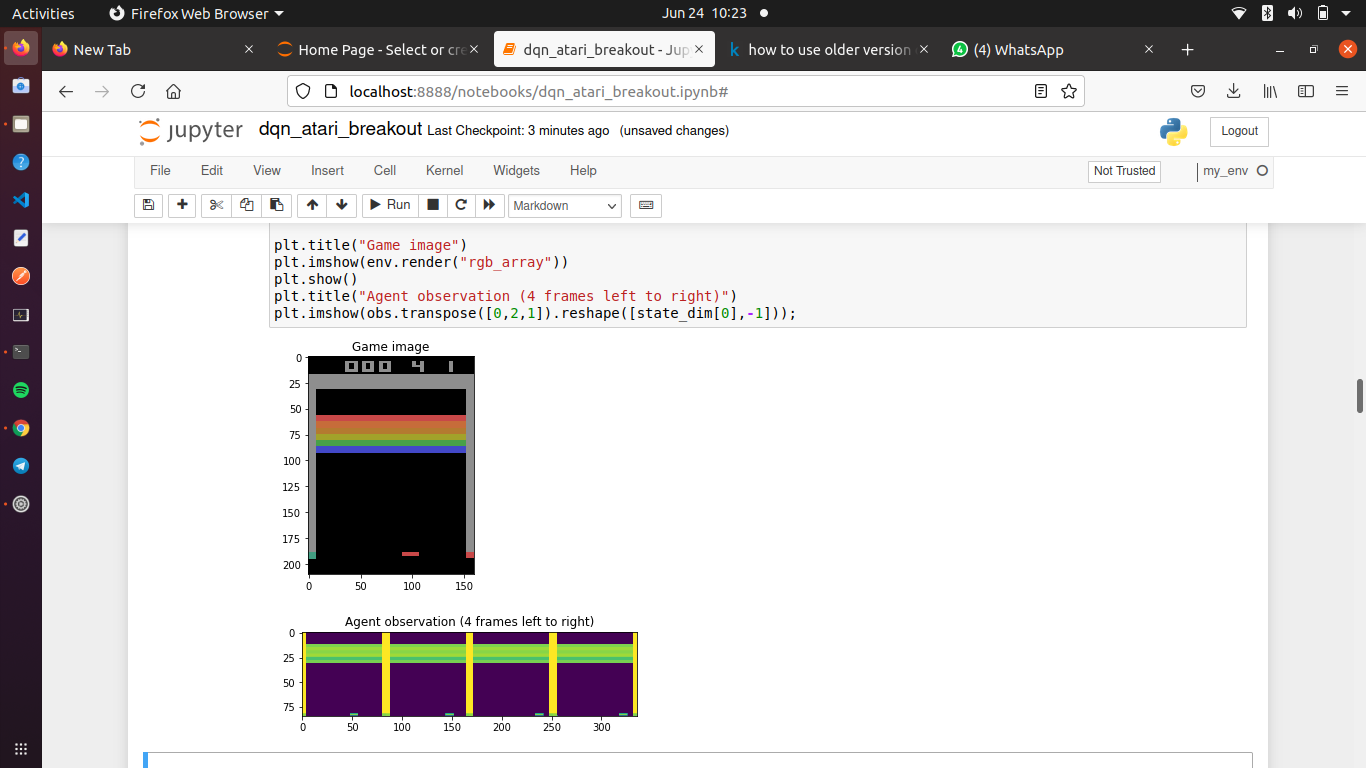 Activities
Firefox Web Browser
Jun 24 10:23
New Tab
Home Page - Select or cre
dqn_atari_breakout - Jup
how to use older version
(4) WhatsApp
localhost:8888/notebooks/dqn_atari_breakout.ipynb#
jupyter
dqn_atari_breakout Last Checkpoint: 3 minutes ago (unsaved changes)
Logout
File Edit View Insert Cell Kernel Widgets Help
Not Trusted
my_env
Run
Markdown
plt.title("Game image")
plt.imshow(env.render("rgb_array"))
plt.show()
plt.title("Agent observation (4 frames left to right)")
plt.imshow(obs.transpose([0,2,1]).reshape([state_dim[0],-1]));
Game image
000 4 1
0
25
50
75
100
125
150
175
200
0 50 100 150
Agent observation (4 frames left to right)
0
25
50
75
0 50 100 150 200 250 300